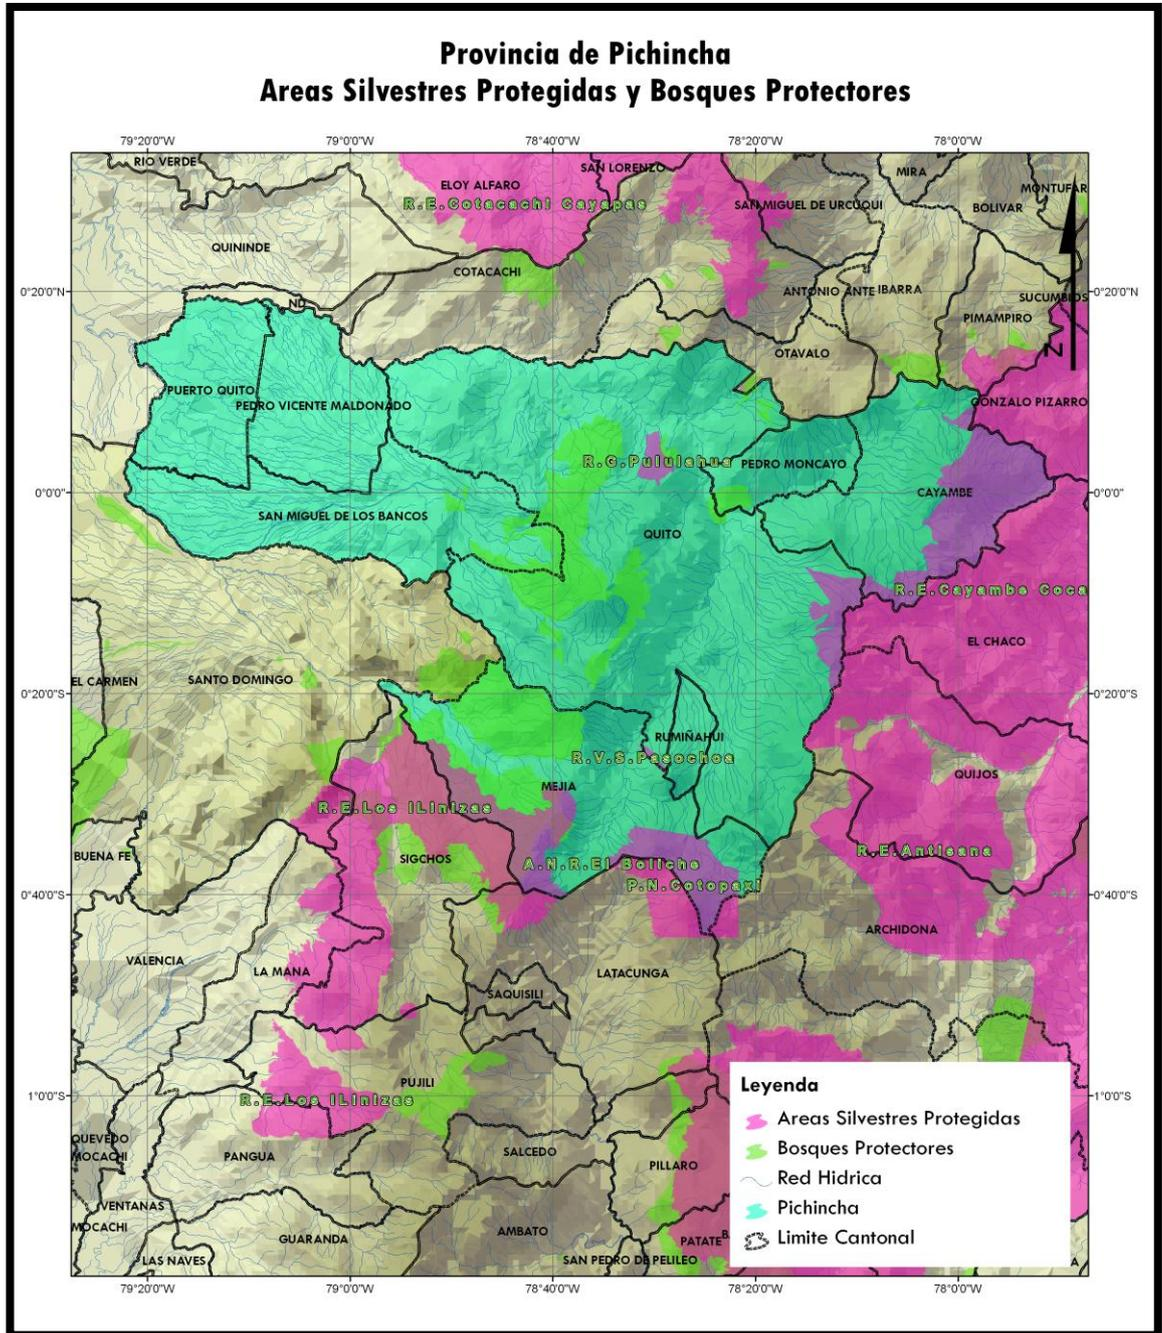 Provincia de Pichincha
Areas Silvestres Protegidas y Bosques Protectores
79°20'0"W 79°0'0"W 78°40'0"W 78°20'0"W 78°0'0"W
RIO VERDE
SAN LORENZO
MIRA
ELOY ALFARO
MONTUFAR
R.E.Cotacachi Cayapas
SAN MIGUEL DE URCUQUI
BOLIVAR
QUININDE
COTACACHI
0°20'0"N
ANTONIO ANTE
IBARRA
0°20'0"N
ND
SUCUMBIOS
PIMAMPIRO
N
OTAVALO
PUERTO QUITO
PEDRO VICENTE MALDONADO
GONZALO PIZARRO
R.G.Pululahua
PEDRO MONCAYO
0°0'0"
CAYAMBE
0°0'0"
SAN MIGUEL DE LOS BANCOS
QUITO
R.E.Cayambe Coca
EL CHACO
EL CARMEN
SANTO DOMINGO
0°20'0"S
0°20'0"S
RUMIÑAHUI
R.V.S.Pasochoa
QUIJOS
MEJIA
R.E.Los ILinizas
BUENA FE
SIGCHOS
A.N.R.El Boliche
R.E.Antisana
P.N.Cotopaxi
0°40'0"S
0°40'0"S
ARCHIDONA
VALENCIA
LA MANA
LATACUNGA
SAQUISILI
PUJILI
1°0'0"S
R.E.Los ILinizas
1°0'0"S
QUEVEDO
MOCACHI
PANGUA
SALCEDO
PILLARO
VENTANAS
MOCACHI
GUARANDA
AMBATO
PATATE
LAS NAVES
SAN PEDRO DE PELILEO
Leyenda
Areas Silvestres Protegidas
Bosques Protectores
Red Hidrica
Pichincha
Limite Cantonal
79°20'0"W 79°0'0"W 78°40'0"W 78°20'0"W 78°0'0"W